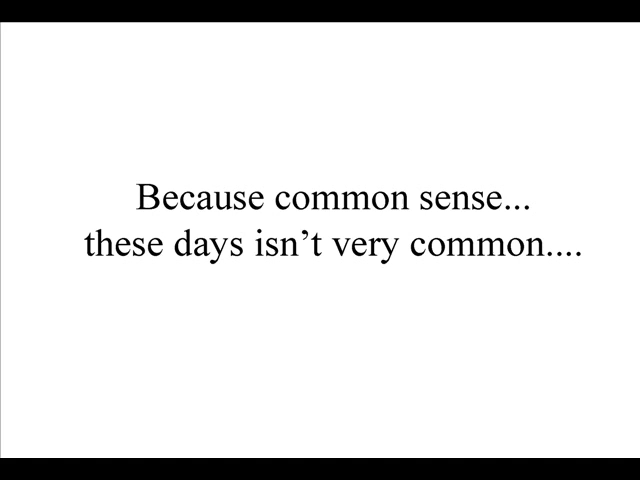 Because common sense...
these days isn’t very common....